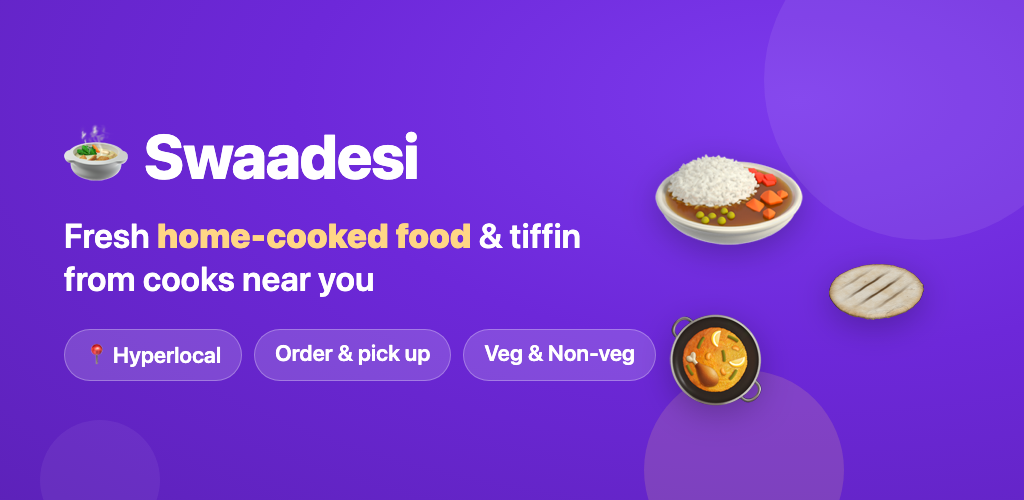 Swaadesi
Fresh home-cooked food & tiffin
from cooks near you
Hyperlocal
Order & pick up
Veg & Non-veg